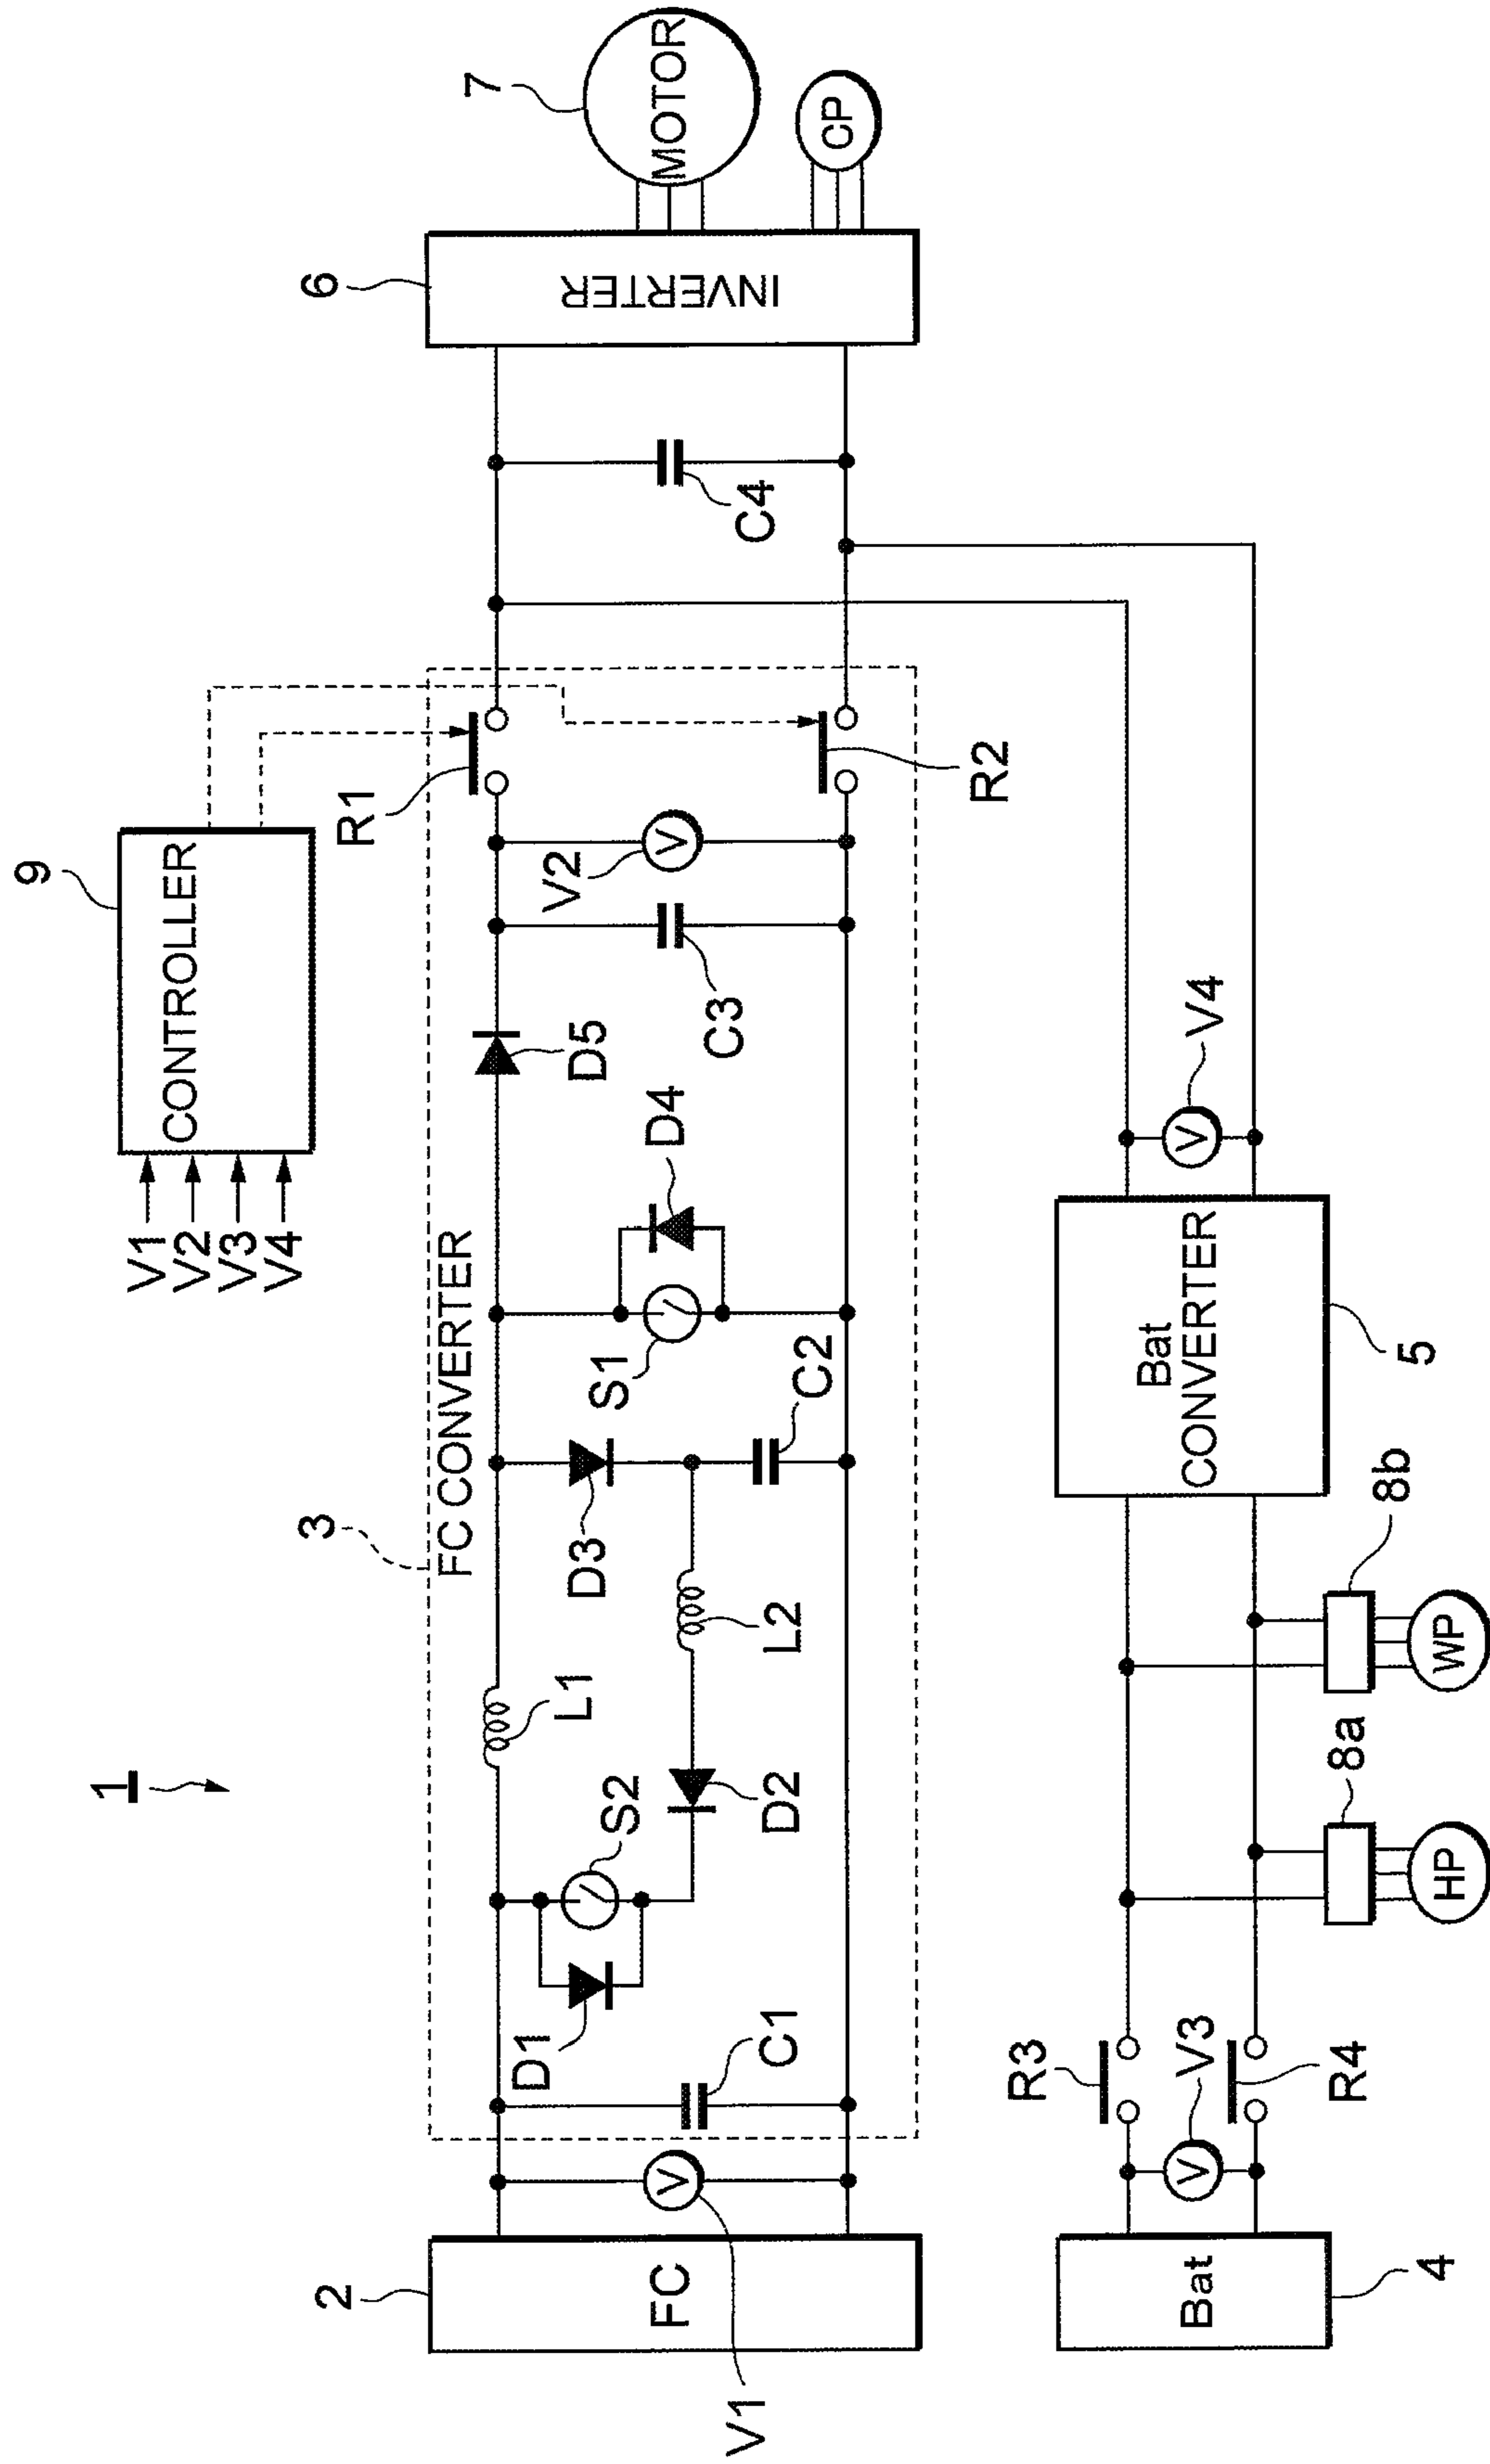 1
9
CONTROLLER
V1
V2
V3
V4
3
FC CONVERTER
R1
R2
2
FC
V1
C1
D1
S2
L1
D2
L2
D3
C2
S1
D4
D5
C3
V2
V
V
C4
6
INVERTER
7
MOTOR
CP
4
Bat
V3
V
R3
R4
8a
HP
8b
WP
5
Bat
CONVERTER
V4
V